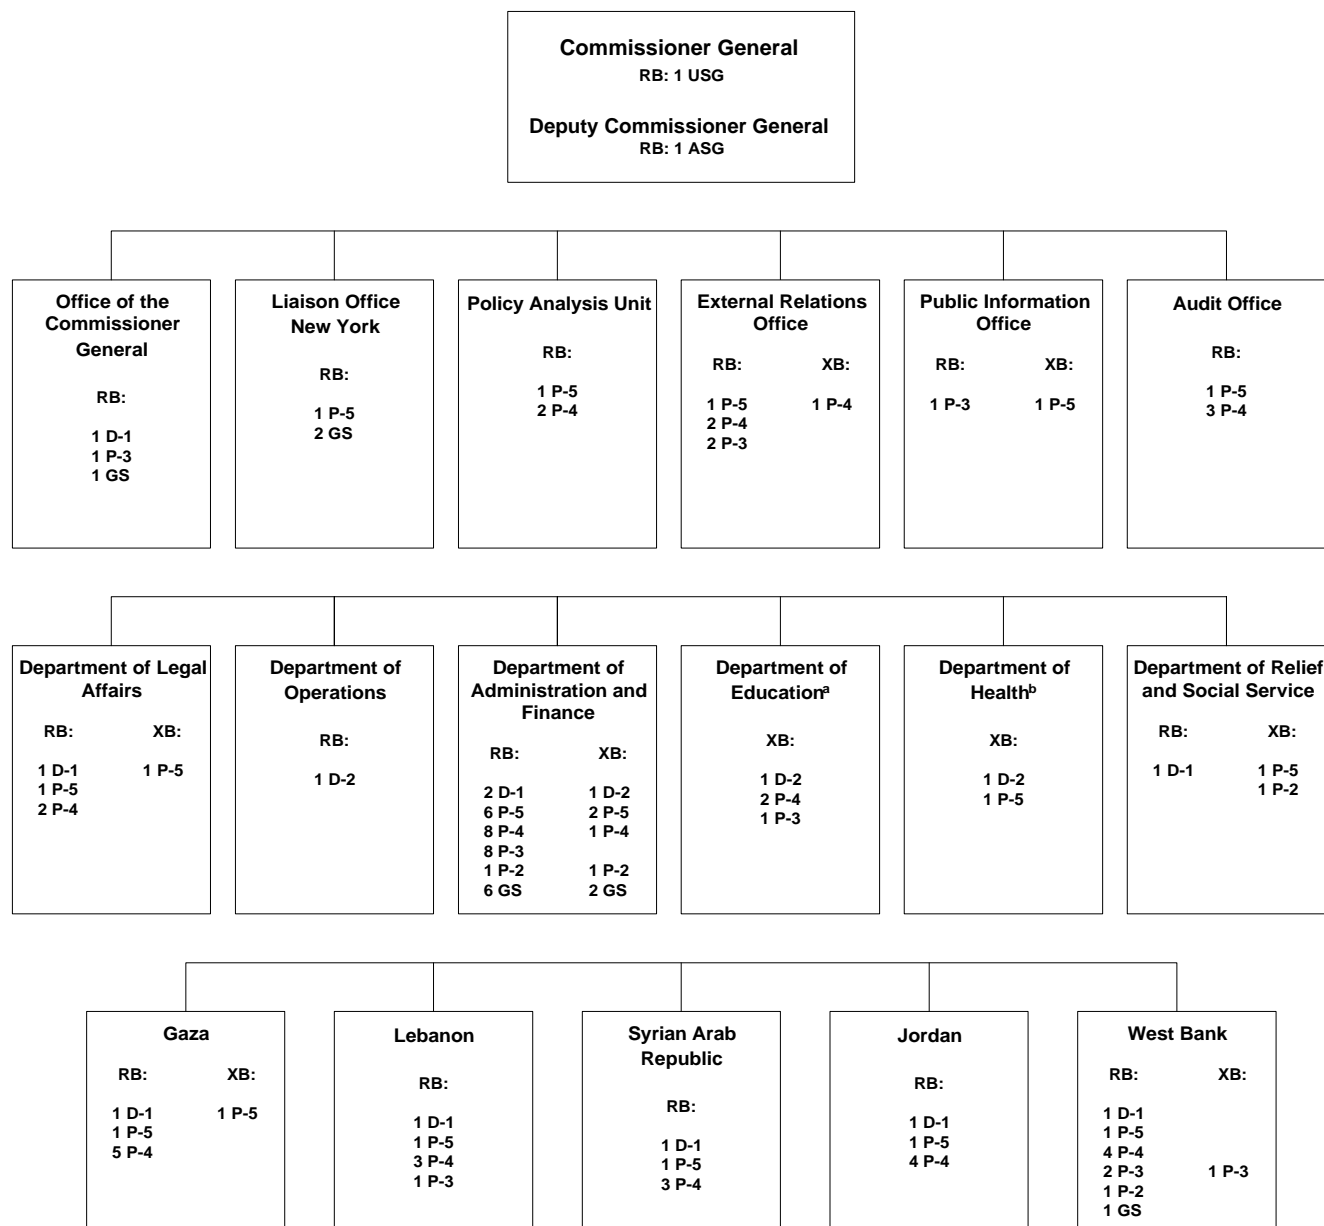 Commissioner General
RB: 1 USG
Deputy Commissioner General
RB: 1 ASG
Office of the
Commissioner
General
RB:
1 D-1
1 P-3
1 GS
Liaison Office
New York
RB:
1 P-5
2 GS
Policy Analysis Unit
RB:
1 P-5
2 P-4
External Relations
Office
RB: XB:
1 P-5 1 P-4
2 P-4
2 P-3
Public Information
Office
RB: XB:
1 P-3 1 P-5
Audit Office
RB:
1 P-5
3 P-4
Department of Legal
Affairs
RB: XB:
1 D-1 1 P-5
1 P-5
2 P-4
Department of
Operations
RB:
1 D-2
Department of
Administration and
Finance
RB: XB:
2 D-1 1 D-2
6 P-5 2 P-5
8 P-4 1 P-4
8 P-3
1 P-2 1 P-2
6 GS 2 GS
Department of
Educationᵃ
XB:
1 D-2
2 P-4
1 P-3
Department of
Healthᵇ
XB:
1 D-2
1 P-5
Department of Relief
and Social Service
RB: XB:
1 D-1 1 P-5
1 P-2
Gaza
RB: XB:
1 D-1 1 P-5
1 P-5
5 P-4
Lebanon
RB:
1 D-1
1 P-5
3 P-4
1 P-3
Syrian Arab
Republic
RB:
1 D-1
1 P-5
3 P-4
Jordan
RB:
1 D-1
1 P-5
4 P-4
West Bank
RB: XB:
1 D-1
1 P-5
4 P-4
2 P-3 1 P-3
1 P-2
1 GS